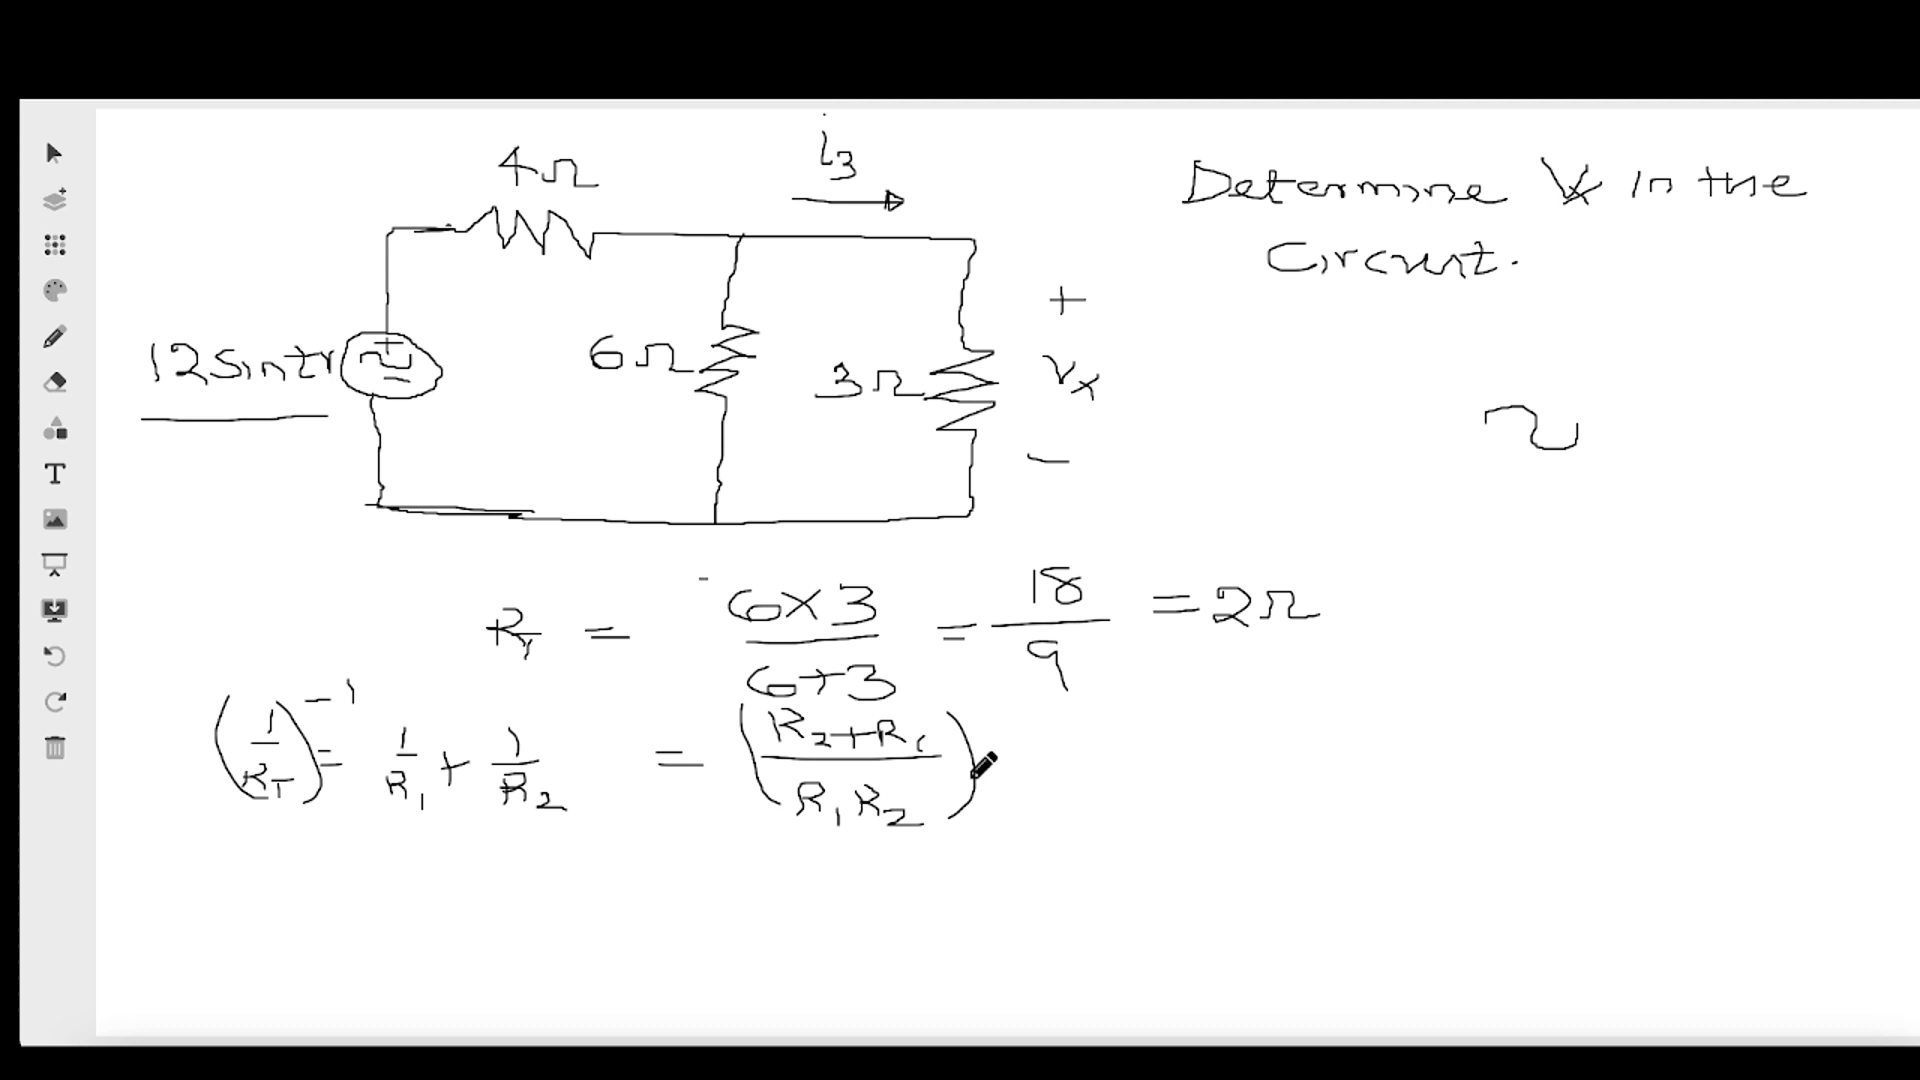 i3
4Ω
Determine Vx in the
Circuit.
+
12sintv
6Ω
3Ω
Vx
-
RT = 6×3/6+3 = 18/9 = 2Ω
(1/RT)-1 = 1/R1 + 1/R2 = (R2+R1/R1R2)
T